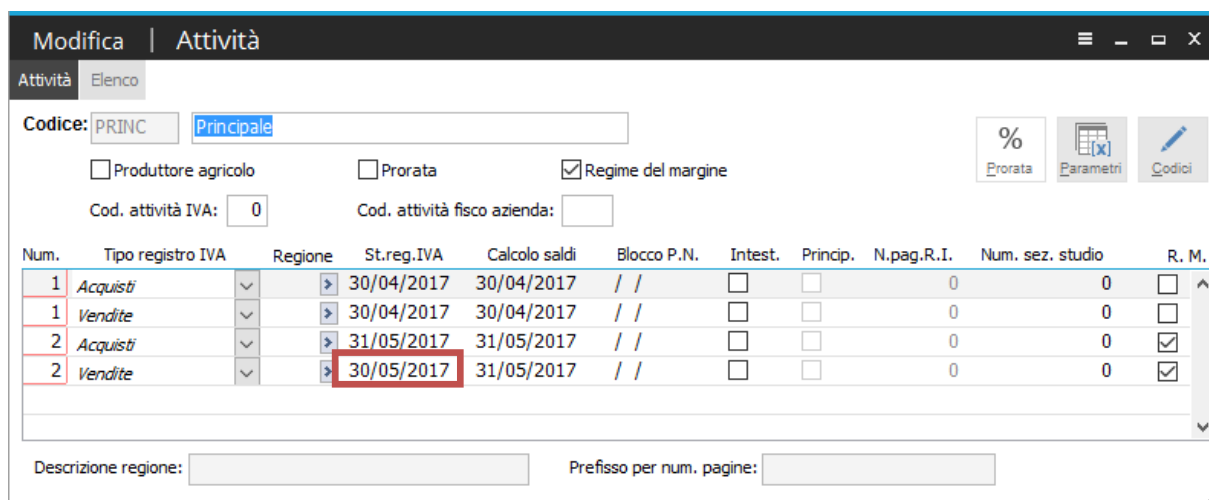 Modifica | Attività
Attività Elenco
Codice: PRINC Principale
% Prorata [x] Parametri Codici
Produttore agricolo Prorata Regime del margine
Cod. attività IVA: 0 Cod. attività fisco azienda:
Num. Tipo registro IVA Regione St.reg.IVA Calcolo saldi Blocco P.N. Intest. Princip. N.pag.R.I. Num. sez. studio R. M.
1 Acquisti 30/04/2017 30/04/2017 / / 0 0
1 Vendite 30/04/2017 30/04/2017 / / 0 0
2 Acquisti 31/05/2017 31/05/2017 / / 0 0
2 Vendite 30/05/2017 31/05/2017 / / 0 0
Descrizione regione: Prefisso per num. pagine: